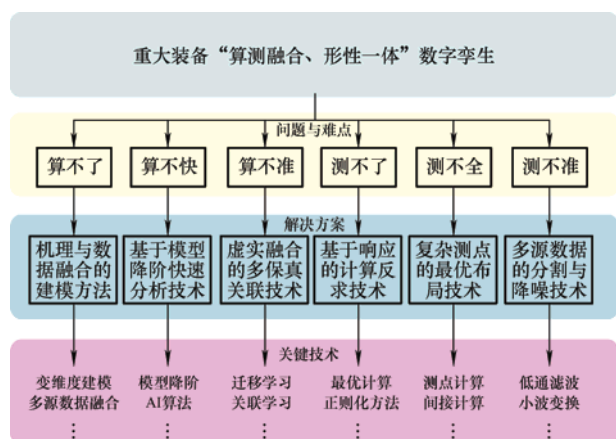 重大装备“算测融合、形性一体”数字孪生
问题与难点
算不了 算不快 算不准 测不了 测不全 测不准
解决方案
机理与数据融合的建模方法
基于模型降阶快速分析技术
虚实融合的多保真关联技术
基于响应的计算反求技术
复杂测点的最优布局技术
多源数据的分割与降噪技术
关键技术
变维度建模 模型降阶 迁移学习 最优计算 测点计算 低通滤波
多源数据融合 AI算法 关联学习 正则化方法 间接计算 小波变换
⋮ ⋮ ⋮ ⋮ ⋮ ⋮